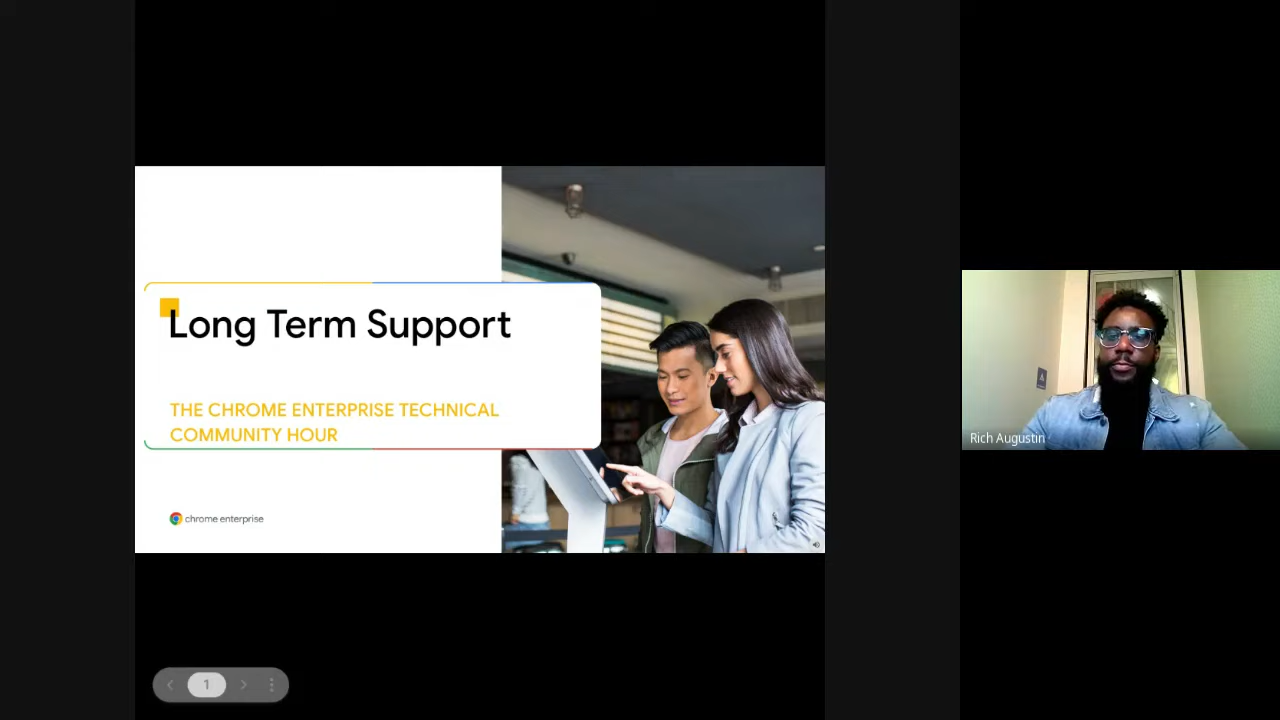 Long Term Support
THE CHROME ENTERPRISE TECHNICAL
COMMUNITY HOUR
chrome enterprise
1
Rich Augustin